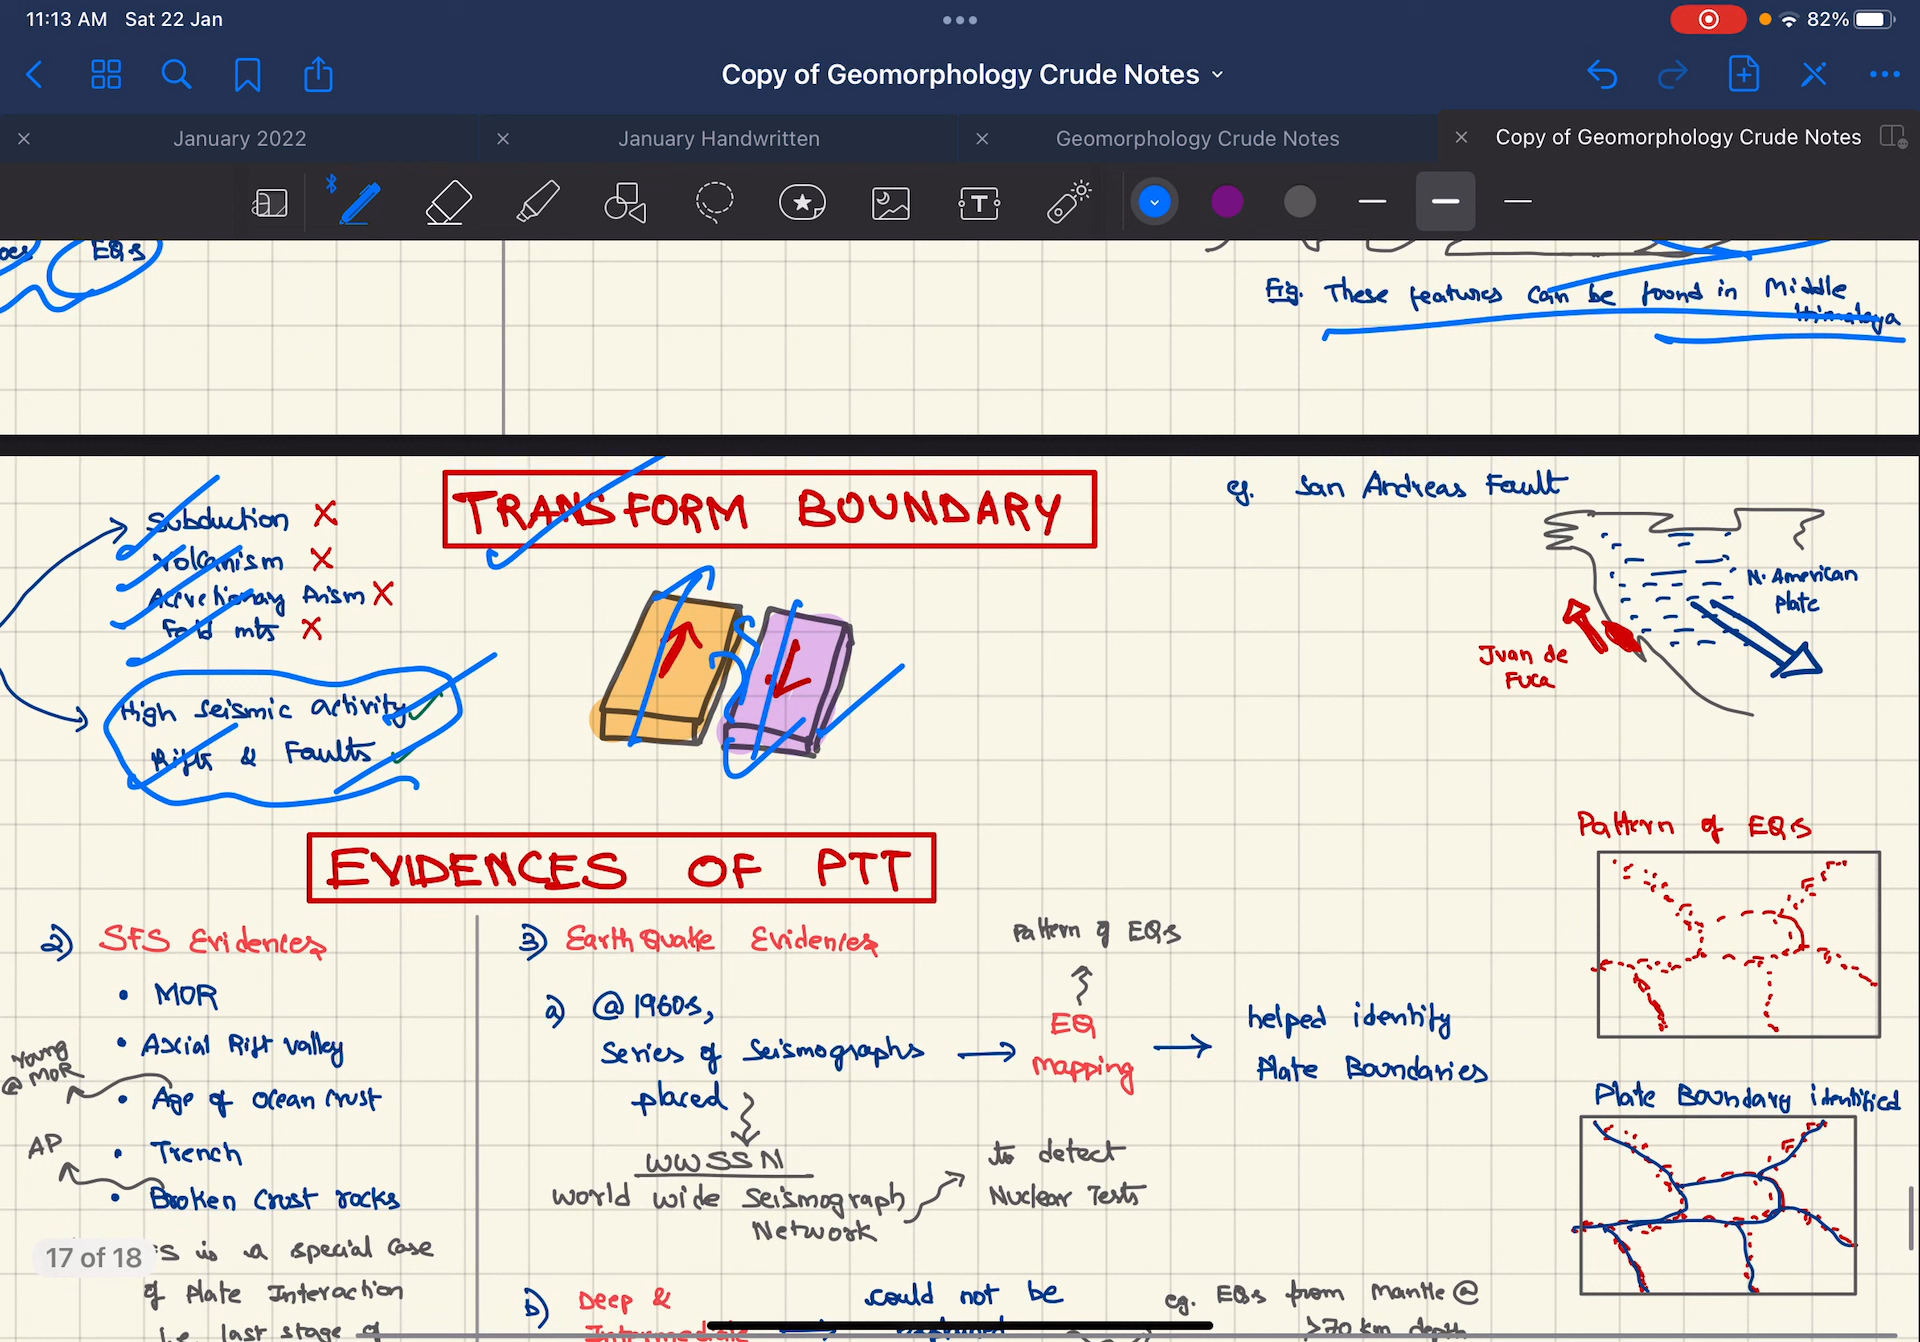 11:13 AM Sat 22 Jan
82%
Copy of Geomorphology Crude Notes
January 2022
January Handwritten
Geomorphology Crude Notes
Copy of Geomorphology Crude Notes
EQs
Fig. These features can be found in Middle
Himalaya
TRANSFORM BOUNDARY
Subduction X
Volcanism X
Accretionary Prism X
Fold mts X
High Seismic activity
Rifts & Faults
eg. San Andreas Fault
N. American
Plate
Juan de
Fuca
EVIDENCES OF PTT
2) SFS Evidences
• MOR
• Axial Rift valley
Young
@ MOR
• Age of ocean crust
• Trench
AP
• Broken Crust rocks
is a special case
of Plate Interaction
i.e. last stage of
17 of 18
3) EarthQuake Evidences
a) @ 1960s,
Series of Seismographs
placed
WWSSN
World wide Seismograph
Network
to detect
Nuclear Tests
Pattern of EQs
EQ
Mapping
helped identify
Plate Boundaries
b) Deep &
Intermediate
could not be
eg. EQs from Mantle @
>70 km depth
Pattern of EQs
Plate Boundary identified